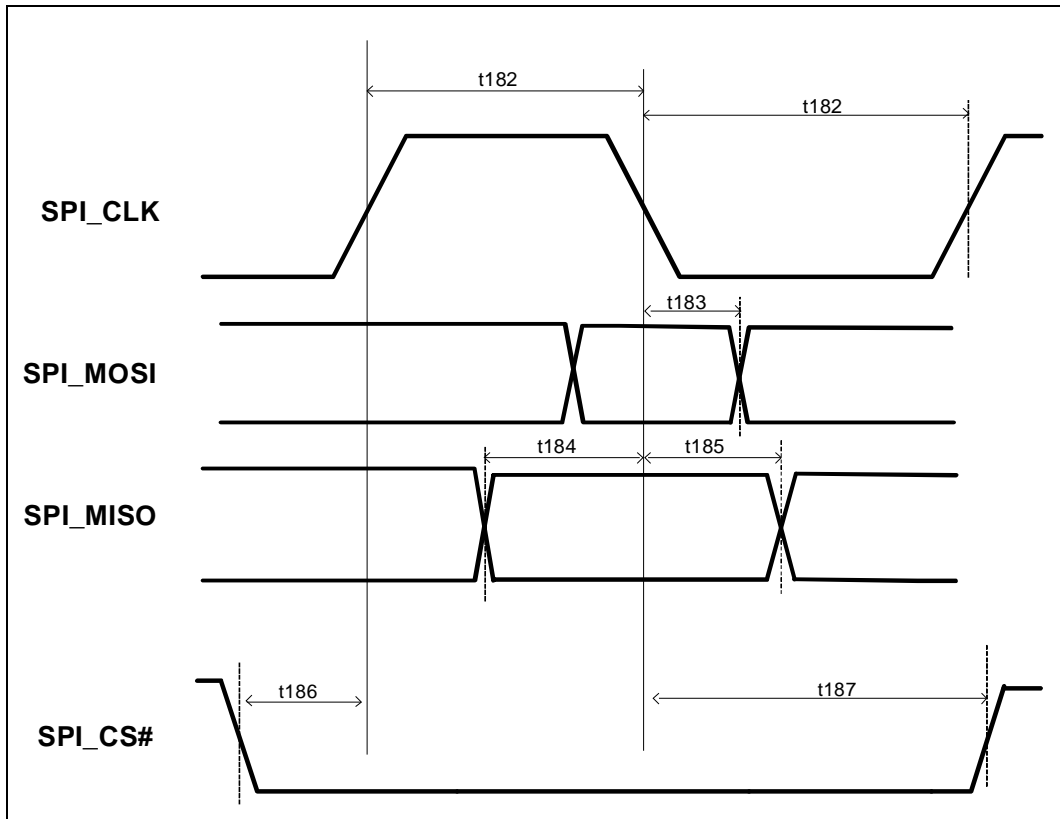 t182
t182
SPI_CLK
t183
SPI_MOSI
t184
t185
SPI_MISO
t186
t187
SPI_CS#